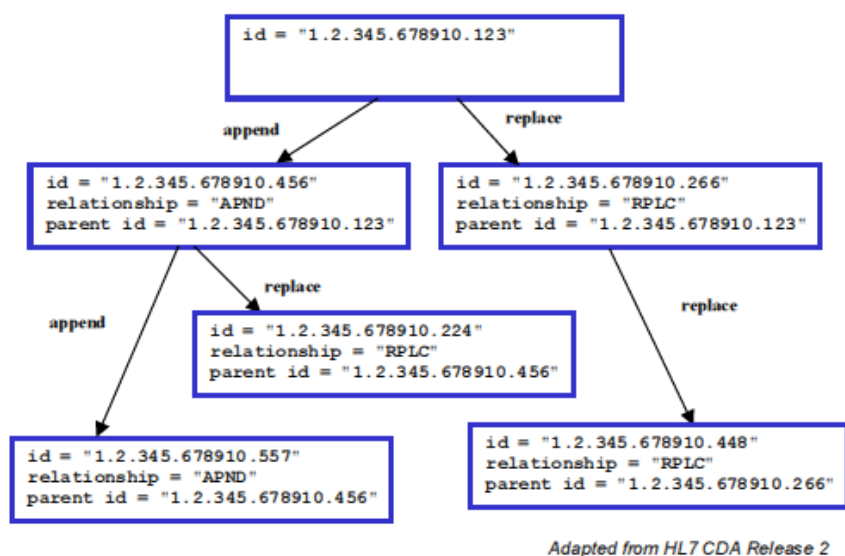 id = "1.2.345.678910.123"
append
replace
id = "1.2.345.678910.456"
relationship = "APND"
parent id = "1.2.345.678910.123"
id = "1.2.345.678910.266"
relationship = "RPLC"
parent id = "1.2.345.678910.123"
append
replace
replace
id = "1.2.345.678910.224"
relationship = "RPLC"
parent id = "1.2.345.678910.456"
id = "1.2.345.678910.557"
relationship = "APND"
parent id = "1.2.345.678910.456"
id = "1.2.345.678910.448"
relationship = "RPLC"
parent id = "1.2.345.678910.266"
Adapted from HL7 CDA Release 2